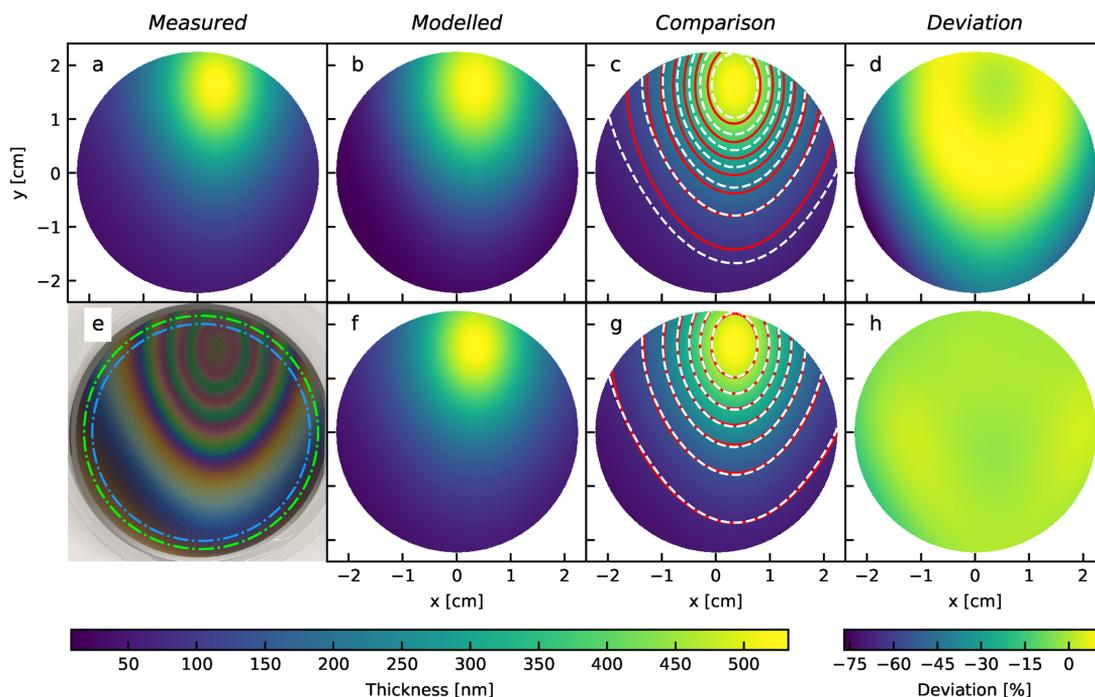 Measured Modelled Comparison Deviation
a b c d
2
1
0
−1
−2
y [cm]
e f g h
−2 −1 0 1 2 −2 −1 0 1 2 −2 −1 0 1 2
x [cm] x [cm] x [cm]
50 100 150 200 250 300 350 400 450 500 −75 −60 −45 −30 −15 0
Thickness [nm] Deviation [%]